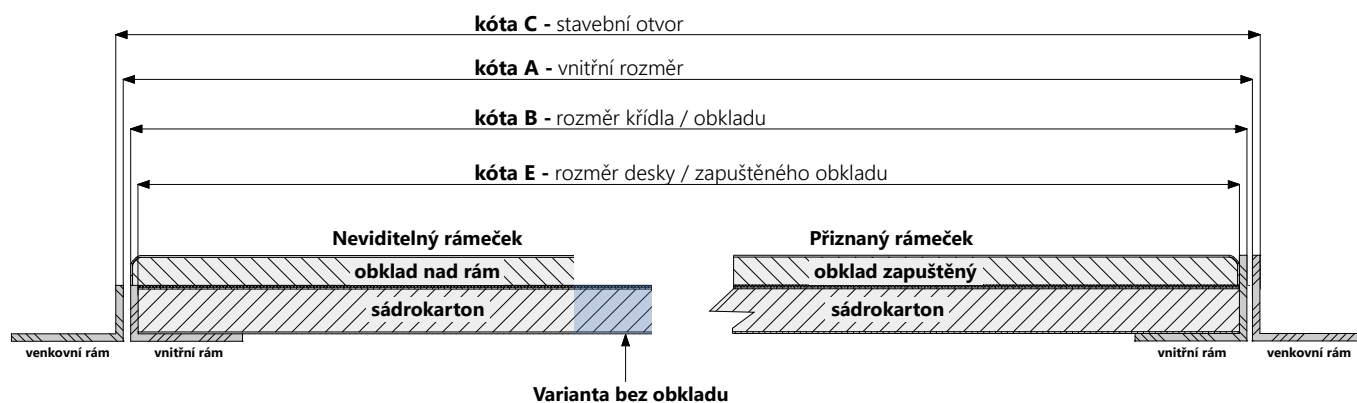 kóta C - stavební otvor
kóta A - vnitřní rozměr
kóta B - rozměr křídla / obkladu
kóta E - rozměr desky / zapuštěného obkladu
Neviditelný rámeček
Přiznaný rámeček
obklad nad rám
obklad zapuštěný
sádrokarton
sádrokarton
venkovní rám
vnitřní rám
vnitřní rám
venkovní rám
Varianta bez obkladu